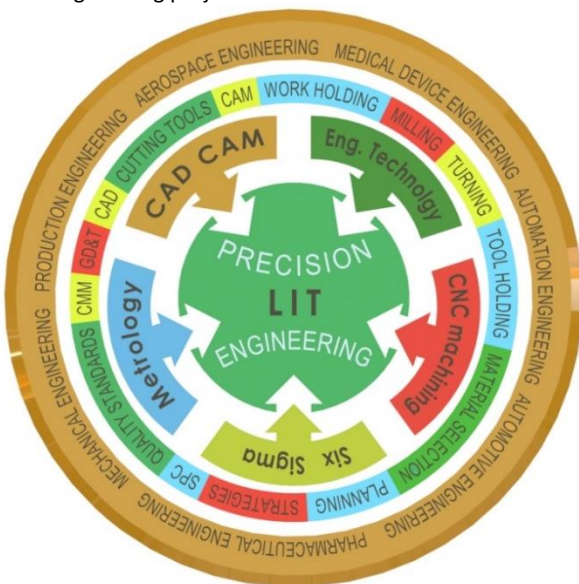 AEROSPACE ENGINEERING
MEDICAL DEVICE ENGINEERING
AUTOMATION ENGINEERING
AUTOMOTIVE ENGINEERING
PHARMACEUTICAL ENGINEERING
MECHANICAL ENGINEERING
PRODUCTION ENGINEERING
CAM
WORK HOLDING
MILLING
TURNING
TOOL HOLDING
MATERIAL SELECTION
PLANNING
STRATEGIES
SPC
QUALITY STANDARDS
CMM
GD&T
CAD
CUTTING TOOLS
CAD CAM
Eng. Technolgy
CNC machining
Six Sigma
Metrology
PRECISION
LIT
ENGINEERING